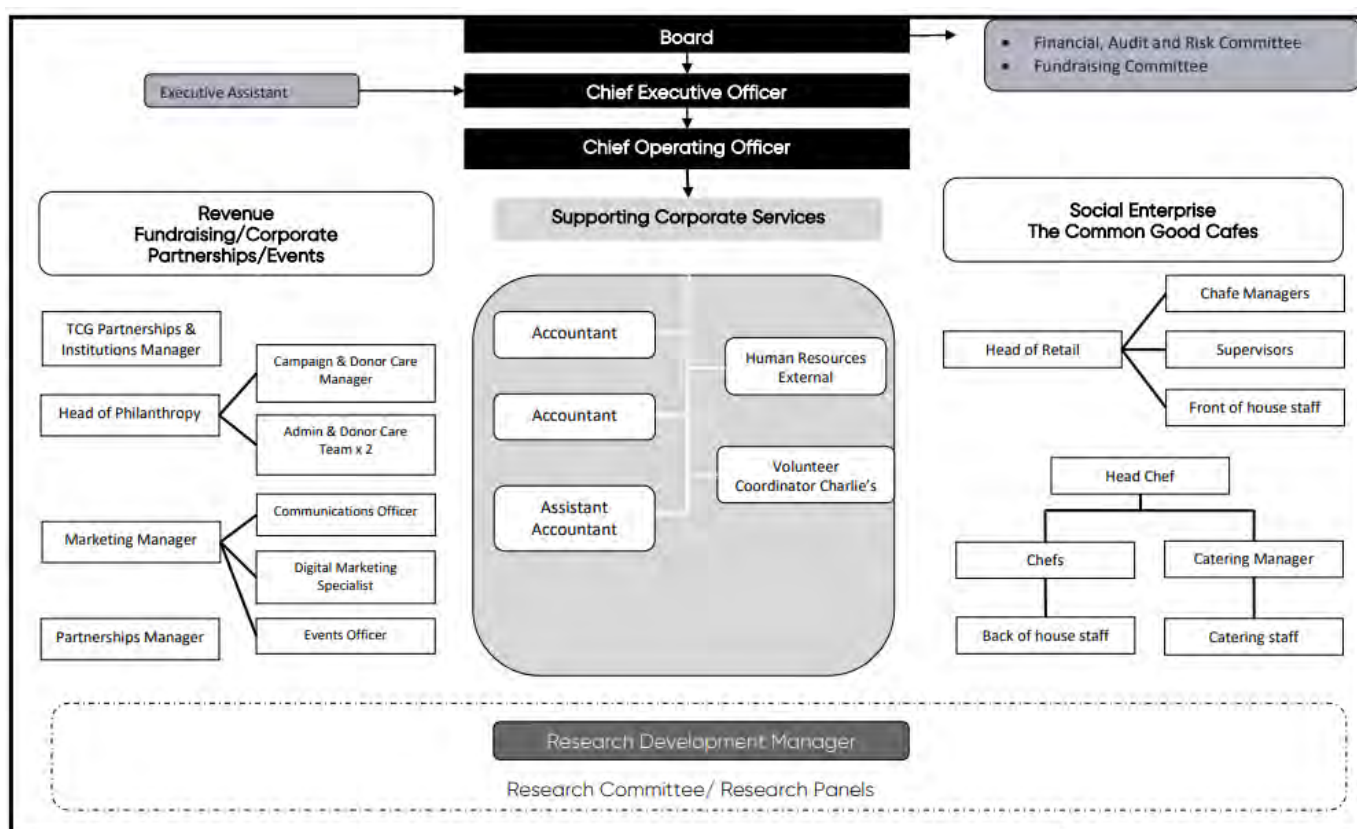 Board
• Financial, Audit and Risk Committee
• Fundraising Committee
Executive Assistant
Chief Executive Officer
Chief Operating Officer
Revenue
Fundraising/Corporate
Partnerships/Events
Supporting Corporate Services
Social Enterprise
The Common Good Cafes
TCG Partnerships &
Institutions Manager
Head of Philanthropy
Campaign & Donor Care
Manager
Admin & Donor Care
Team x 2
Marketing Manager
Communications Officer
Digital Marketing
Specialist
Events Officer
Partnerships Manager
Accountant
Accountant
Assistant
Accountant
Human Resources
External
Volunteer
Coordinator Charlie's
Head of Retail
Chafe Managers
Supervisors
Front of house staff
Head Chef
Chefs
Catering Manager
Back of house staff
Catering staff
Research Development Manager
Research Committee/ Research Panels